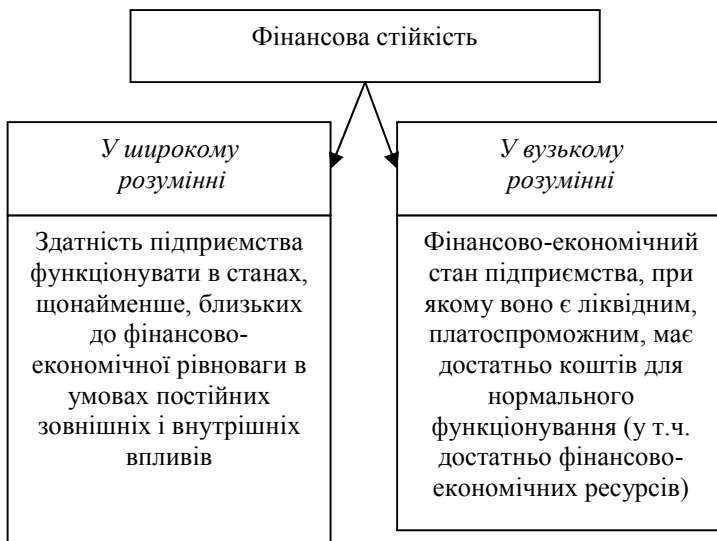 Фінансова стійкість
У широкому
розумінні
Здатність підприємства
функціонувати в станах,
щонайменше, близьких
до фінансово-
економічної рівноваги в
умовах постійних
зовнішніх і внутрішніх
впливів
У вузькому
розумінні
Фінансово-економічний
стан підприємства, при
якому воно є ліквідним,
платоспроможним, має
достатньо коштів для
нормального
функціонування (у т.ч.
достатньо фінансово-
економічних ресурсів)